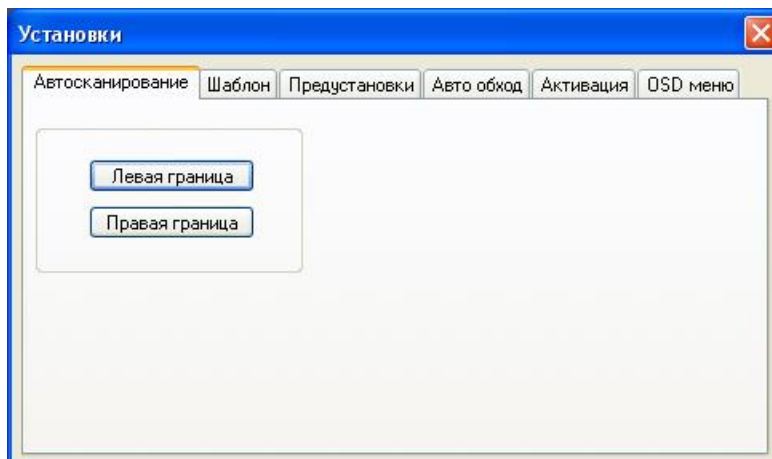 Установки
Автосканирование Шаблон Предустановки Авто обход Активация OSD меню
Левая граница
Правая граница